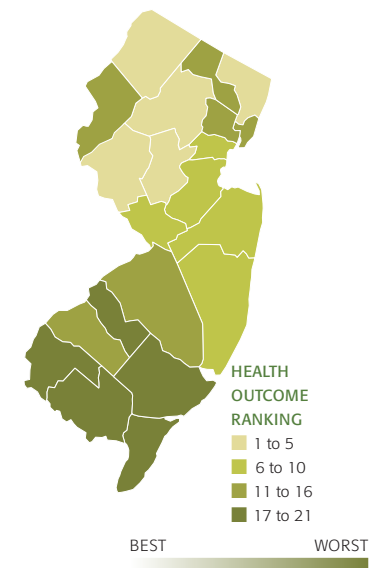 HEALTH
OUTCOME
RANKING
1 to 5
6 to 10
11 to 16
17 to 21
BEST WORST